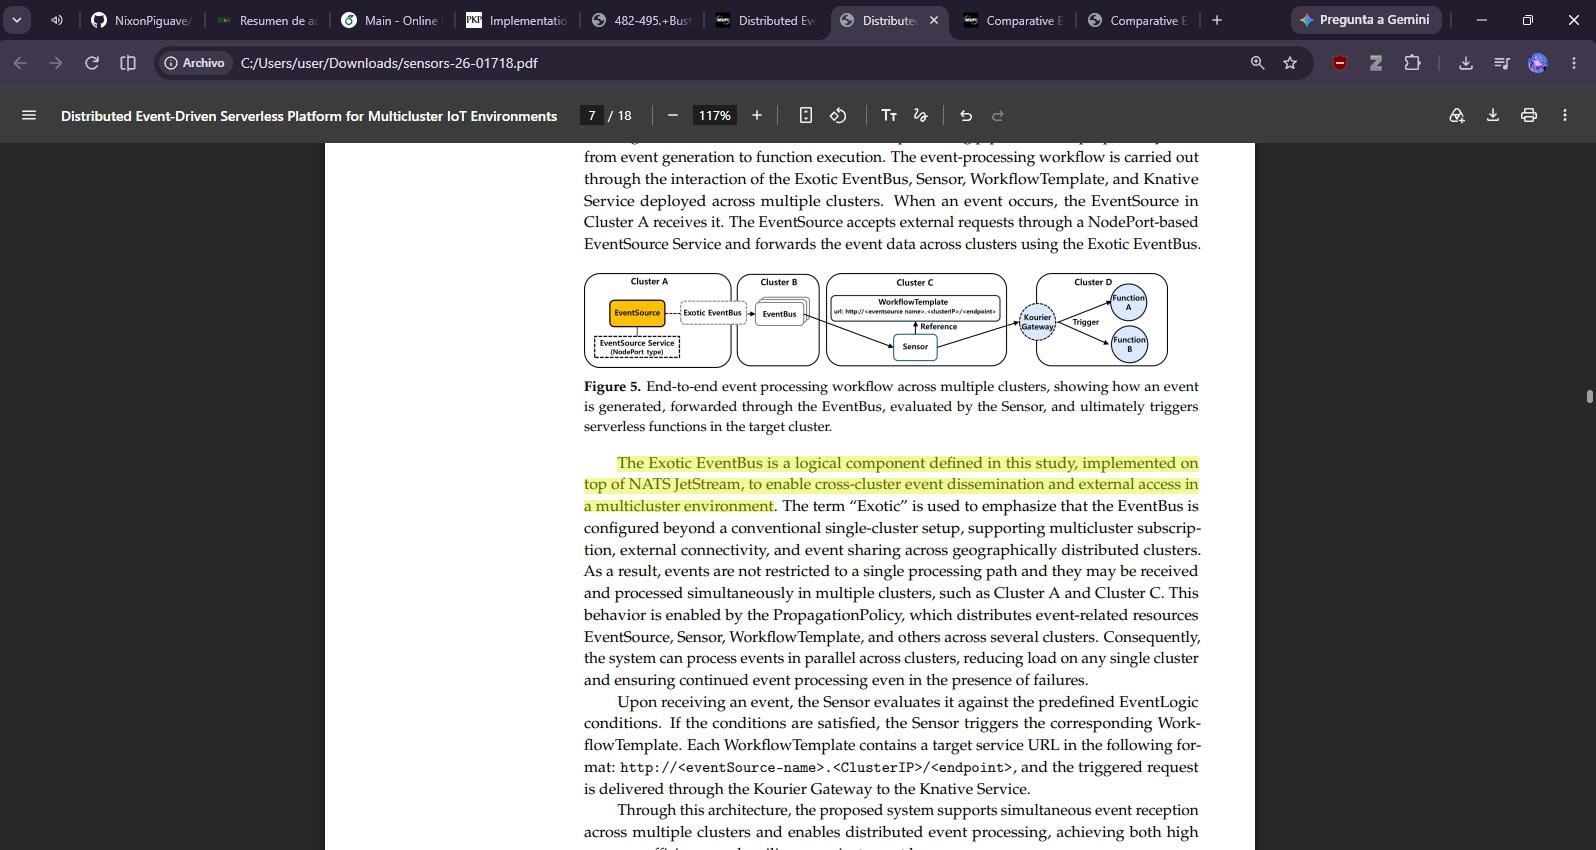 NixonPiguave/
Resumen de ac
Main - Online
PKP Implementatio
482-495.+Bust
Distributed Eve
Distributed
Comparative E
Comparative E
Pregunta a Gemini
Archivo C:/Users/user/Downloads/sensors-26-01718.pdf
Distributed Event-Driven Serverless Platform for Multicluster IoT Environments 7 / 18 117%
from event generation to function execution. The event-processing workflow is carried out
through the interaction of the Exotic EventBus, Sensor, WorkflowTemplate, and Knative
Service deployed across multiple clusters. When an event occurs, the EventSource in
Cluster A receives it. The EventSource accepts external requests through a NodePort-based
EventSource Service and forwards the event data across clusters using the Exotic EventBus.
Cluster A
EventSource
EventSource Service
(NodePort type)
Exotic EventBus
Cluster B
EventBus
Cluster C
WorkflowTemplate
url: http://<eventsource name>.<clusterIP>/<endpoint>
Reference
Sensor
Cluster D
Kourier
Gateway
Trigger
Function
A
Function
B
Figure 5. End-to-end event processing workflow across multiple clusters, showing how an event
is generated, forwarded through the EventBus, evaluated by the Sensor, and ultimately triggers
serverless functions in the target cluster.
The Exotic EventBus is a logical component defined in this study, implemented on
top of NATS JetStream, to enable cross-cluster event dissemination and external access in
a multicluster environment. The term “Exotic” is used to emphasize that the EventBus is
configured beyond a conventional single-cluster setup, supporting multicluster subscrip-
tion, external connectivity, and event sharing across geographically distributed clusters.
As a result, events are not restricted to a single processing path and they may be received
and processed simultaneously in multiple clusters, such as Cluster A and Cluster C. This
behavior is enabled by the PropagationPolicy, which distributes event-related resources
EventSource, Sensor, WorkflowTemplate, and others across several clusters. Consequently,
the system can process events in parallel across clusters, reducing load on any single cluster
and ensuring continued event processing even in the presence of failures.
Upon receiving an event, the Sensor evaluates it against the predefined EventLogic
conditions. If the conditions are satisfied, the Sensor triggers the corresponding Work-
flowTemplate. Each WorkflowTemplate contains a target service URL in the following for-
mat: http://<eventSource-name>.<ClusterIP>/<endpoint>, and the triggered request
is delivered through the Kourier Gateway to the Knative Service.
Through this architecture, the proposed system supports simultaneous event reception
across multiple clusters and enables distributed event processing, achieving both high